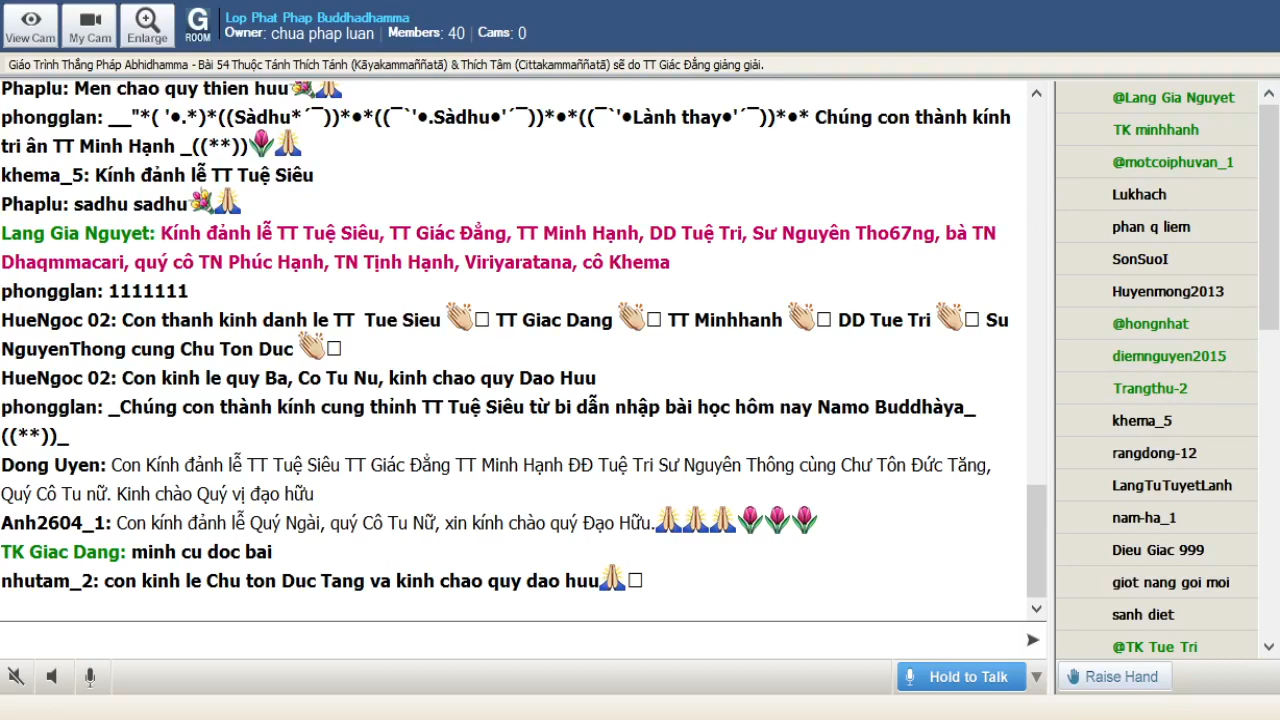 View Cam
My Cam
Enlarge
G
ROOM
Lop Phat Phap Buddhadhamma
Owner: chua phap luan | Members: 40 | Cams: 0
Giáo Trình Thắng Pháp Abhidhamma - Bài 54 Thuộc Tánh Thích Tánh (Kāyakammaññatā) & Thích Tâm (Cittakammaññatā) sẽ do TT Giác Đẳng giảng giải.
Phaplu: Men chao quy thien huu
phongglan: __"*( '•.*)*((Sàdhu*´¯))*•*((¯`'•.Sàdhu•'´¯))*•*((¯`'•Lành thay•'´¯))*•* Chúng con thành kính
tri ân TT Minh Hạnh _((**))
khema_5: Kính đảnh lễ TT Tuệ Siêu
Phaplu: sadhu sadhu
Lang Gia Nguyet: Kính đảnh lễ TT Tuệ Siêu, TT Giác Đẳng, TT Minh Hạnh, DD Tuệ Tri, Sư Nguyên Tho67ng, bà TN
Dhaqmmacari, quý cô TN Phúc Hạnh, TN Tịnh Hạnh, Viriyaratana, cô Khema
phongglan: 1111111
HueNgoc 02: Con thanh kinh danh le TT Tue Sieu 👏□ TT Giac Dang 👏□ TT Minhhanh 👏□ DD Tue Tri 👏□ Su
NguyenThong cung Chu Ton Duc 👏□
HueNgoc 02: Con kinh le quy Ba, Co Tu Nu, kinh chao quy Dao Huu
phongglan: _Chúng con thành kính cung thỉnh TT Tuệ Siêu từ bi dẫn nhập bài học hôm nay Namo Buddhàya_
((**))_
Dong Uyen: Con Kính đảnh lễ TT Tuệ Siêu TT Giác Đẳng TT Minh Hạnh ĐĐ Tuệ Tri Sư Nguyên Thông cùng Chư Tôn Đức Tăng,
Quý Cô Tu nữ. Kinh chào Quý vị đạo hữu
Anh2604_1: Con kính đảnh lễ Quý Ngài, quý Cô Tu Nữ, xin kính chào quý Đạo Hữu.
TK Giac Dang: minh cu doc bai
nhutam_2: con kinh le Chu ton Duc Tang va kinh chao quy dao huu
Hold to Talk
@Lang Gia Nguyet
TK minhhanh
@motcoiphuvan_1
Lukhach
phan q liem
SonSuoI
Huyenmong2013
@hongnhat
diemnguyen2015
Trangthu-2
khema_5
rangdong-12
LangTuTuyetLanh
nam-ha_1
Dieu Giac 999
giot nang goi moi
sanh diet
@TK Tue Tri
Raise Hand